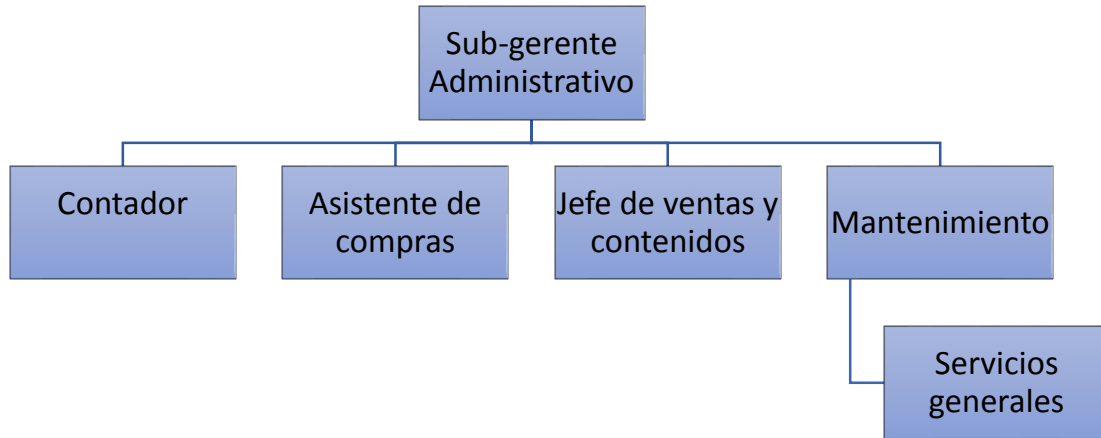 Sub-gerente
Administrativo
Contador
Asistente de
compras
Jefe de ventas y
contenidos
Mantenimiento
Servicios
generales